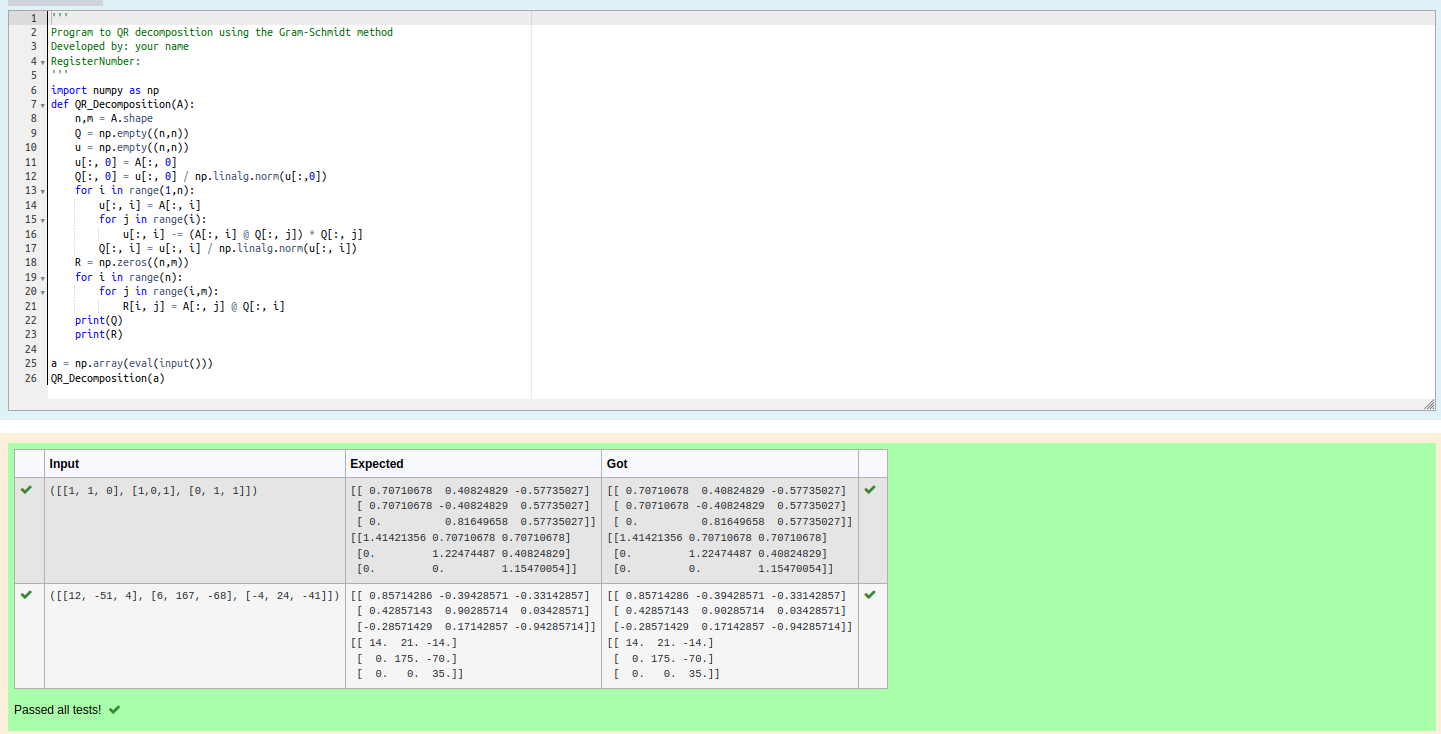 1 '''
2 Program to QR decomposition using the Gram-Schmidt method
3 Developed by: your name
4 RegisterNumber:
5 '''
6 import numpy as np
7 def QR_Decomposition(A):
8     n,m = A.shape
9     Q = np.empty((n,n))
10     u = np.empty((n,n))
11     u[:, 0] = A[:, 0]
12     Q[:, 0] = u[:, 0] / np.linalg.norm(u[:,0])
13     for i in range(1,n):
14         u[:, i] = A[:, i]
15         for j in range(i):
16             u[:, i] -= (A[:, i] @ Q[:, j]) * Q[:, j]
17         Q[:, i] = u[:, i] / np.linalg.norm(u[:, i])
18     R = np.zeros((n,m))
19     for i in range(n):
20         for j in range(i,m):
21             R[i, j] = A[:, j] @ Q[:, i]
22     print(Q)
23     print(R)
24
25 a = np.array(eval(input()))
26 QR_Decomposition(a)
Input Expected Got
([[1, 1, 0], [1,0,1], [0, 1, 1]]) [[ 0.70710678  0.40824829 -0.57735027] [[ 0.70710678  0.40824829 -0.57735027]
[ 0.70710678 -0.40824829  0.57735027] [ 0.70710678 -0.40824829  0.57735027]
[ 0.          0.81649658  0.57735027]] [ 0.          0.81649658  0.57735027]]
[[1.41421356 0.70710678 0.70710678] [[1.41421356 0.70710678 0.70710678]
[0.         1.22474487 0.40824829] [0.         1.22474487 0.40824829]
[0.         0.         1.15470054]] [0.         0.         1.15470054]]
([[12, -51, 4], [6, 167, -68], [-4, 24, -41]]) [[ 0.85714286 -0.39428571 -0.33142857] [[ 0.85714286 -0.39428571 -0.33142857]
[ 0.42857143  0.90285714  0.03428571] [ 0.42857143  0.90285714  0.03428571]
[-0.28571429  0.17142857 -0.94285714]] [-0.28571429  0.17142857 -0.94285714]]
[[ 14.  21. -14.] [[ 14.  21. -14.]
[  0. 175. -70.] [  0. 175. -70.]
[  0.   0.  35.]] [  0.   0.  35.]]
Passed all tests!